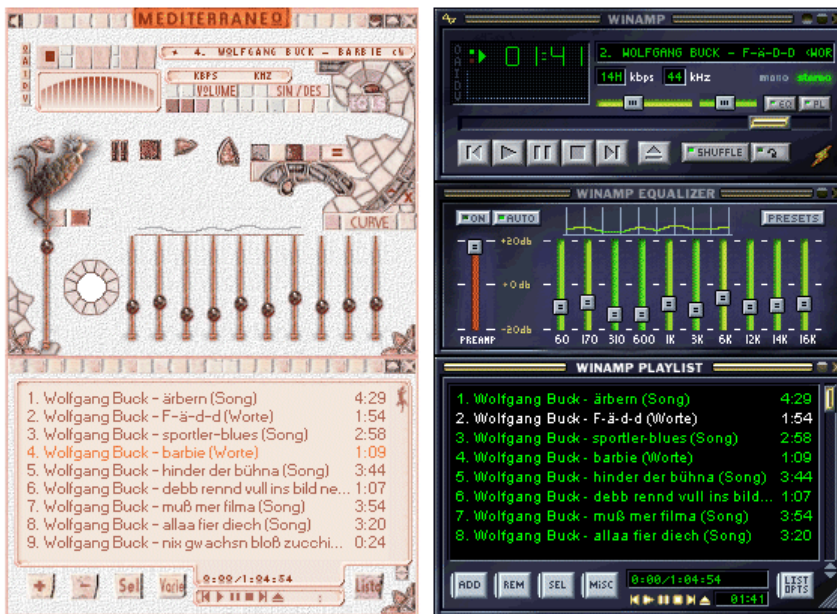 MEDITERRANEO
O
A
I
D
V
4. WOLFGANG BUCK - BARBIE <W
KBPS KHZ
VOLUME SIN/DES
EQLS
CURVE
1. Wolfgang Buck - ärbern (Song) 4:29
2. Wolfgang Buck - F-ä-d-d (Worte) 1:54
3. Wolfgang Buck - sportler-blues (Song) 2:58
4. Wolfgang Buck - barbie (Worte) 1:09
5. Wolfgang Buck - hinder der bühna (Song) 3:44
6. Wolfgang Buck - debb rennd vull ins bild ne... 1:07
7. Wolfgang Buck - muß mer filma (Song) 3:54
8. Wolfgang Buck - allaa fier diech (Song) 3:20
9. Wolfgang Buck - nix gwachsn bloß zucchi... 0:24
+ - Sel Varie 0:00/1:04:54 Liste
WINAMP
O
A
I
D
V
01:41
2. WOLFGANG BUCK - F-Ä-D-D <WOR
14H kbps 44 kHz mono stereo
EQ PL
SHUFFLE
WINAMP EQUALIZER
ON AUTO PRESETS
+20db
+0db
-20db
PREAMP 60 170 310 600 1K 3K 6K 12K 14K 16K
WINAMP PLAYLIST
1. Wolfgang Buck - ärbern (Song) 4:29
2. Wolfgang Buck - F-ä-d-d (Worte) 1:54
3. Wolfgang Buck - sportler-blues (Song) 2:58
4. Wolfgang Buck - barbie (Worte) 1:09
5. Wolfgang Buck - hinder der bühna (Song) 3:44
6. Wolfgang Buck - debb rennd vull ins bild... 1:07
7. Wolfgang Buck - muß mer filma (Song) 3:54
8. Wolfgang Buck - allaa fier diech (Song) 3:20
ADD REM SEL MISC 0:00/1:04:54 LIST OPTS
01:41